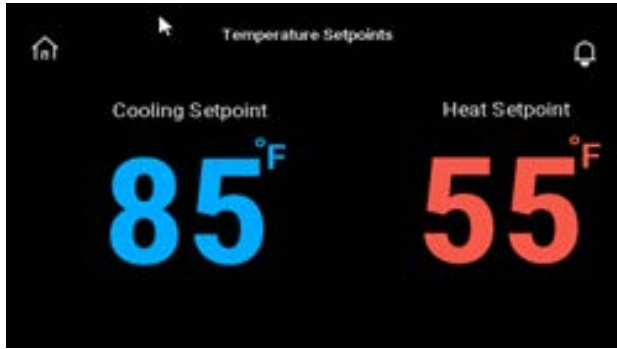 Temperature Setpoints
Cooling Setpoint
Heat Setpoint
85°F
55°F